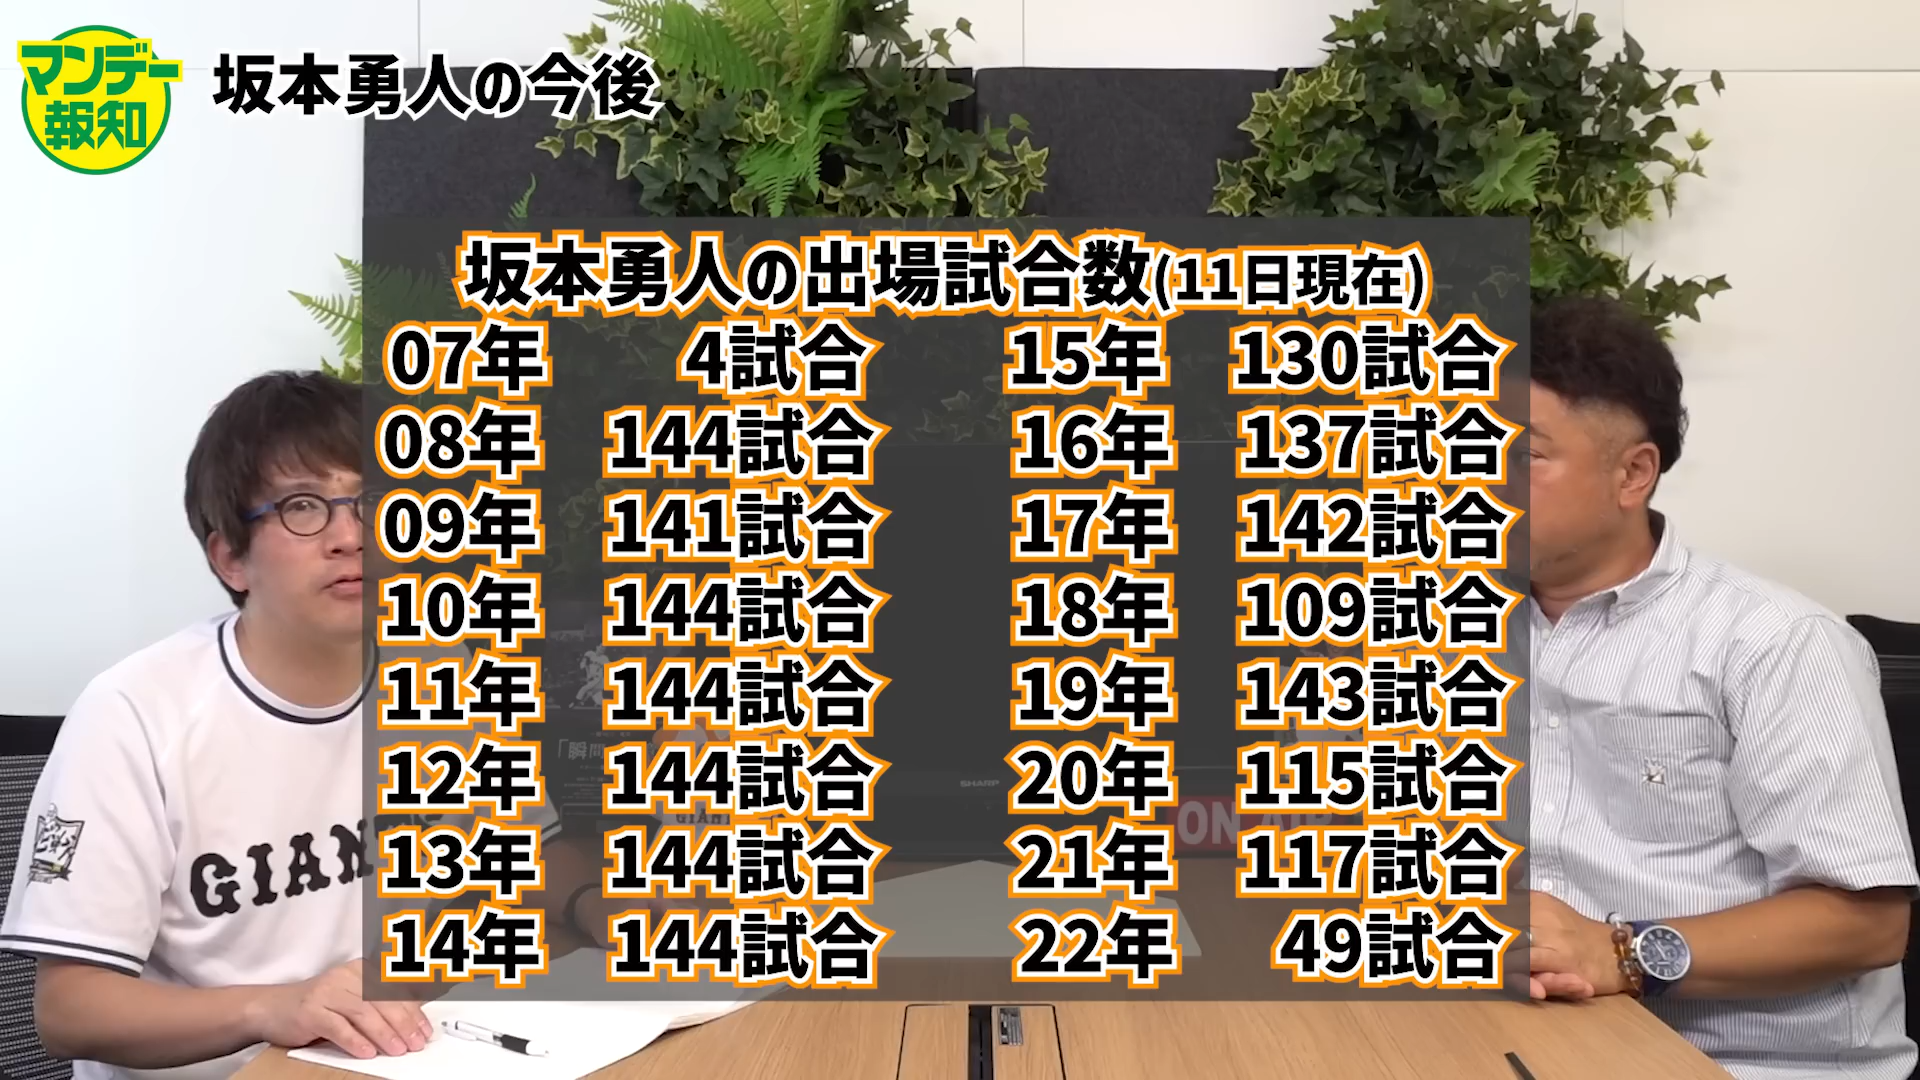 マンデー
報知
坂本勇人の今後
坂本勇人の出場試合数(11日現在)
07年 4試合 15年 130試合
08年 144試合 16年 137試合
09年 141試合 17年 142試合
10年 144試合 18年 109試合
11年 144試合 19年 143試合
12年 144試合 20年 115試合
13年 144試合 21年 117試合
14年 144試合 22年 49試合
SHARP
ON AIR
GIAN